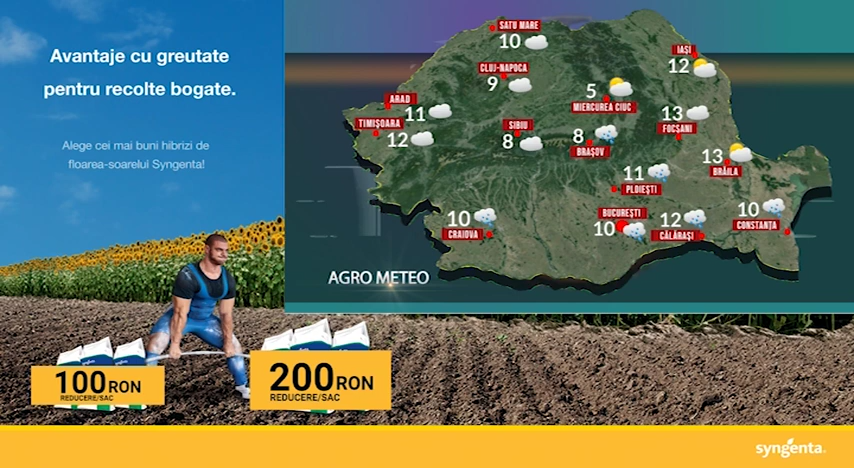 Avantaje cu greutate
pentru recolte bogate.
Alege cei mai buni hibrizi de
floarea-soarelui Syngenta!
100 RON
REDUCERE/SAC
200 RON
REDUCERE/SAC
SATU MARE
10
CLUJ-NAPOCA
9
IAȘI
12
5
MIERCUREA CIUC
ARAD
11
TIMIȘOARA
12
SIBIU
8
8
BRAȘOV
13
FOCȘANI
13
BRĂILA
11
PLOIEȘTI
10
CRAIOVA
BUCUREȘTI
10
12
CĂLĂRAȘI
10
CONSTANȚA
AGRO METEO
syngenta.